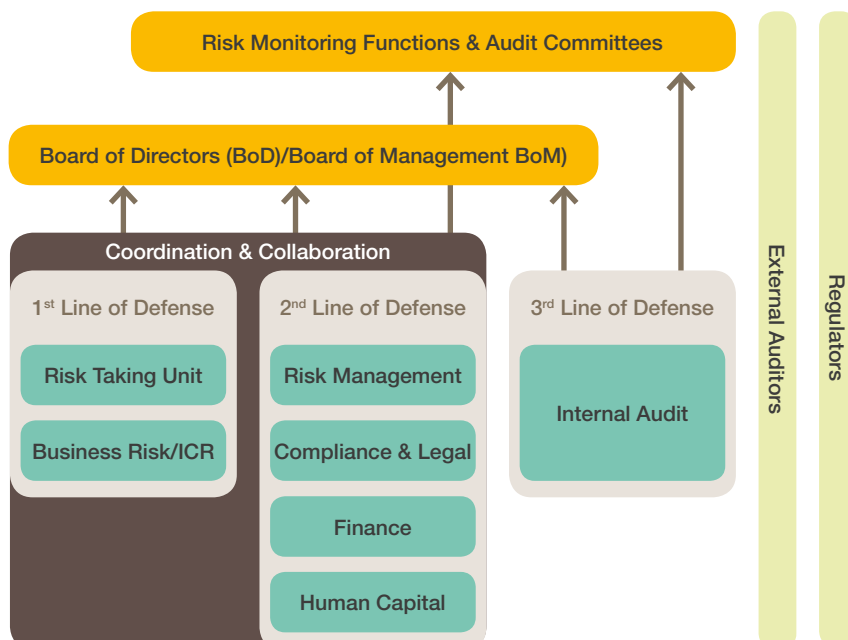 Risk Monitoring Functions & Audit Committees
Board of Directors (BoD)/Board of Management BoM)
Coordination & Collaboration
1st Line of Defense
Risk Taking Unit
Business Risk/ICR
2nd Line of Defense
Risk Management
Compliance & Legal
Finance
Human Capital
3rd Line of Defense
Internal Audit
External Auditors
Regulators